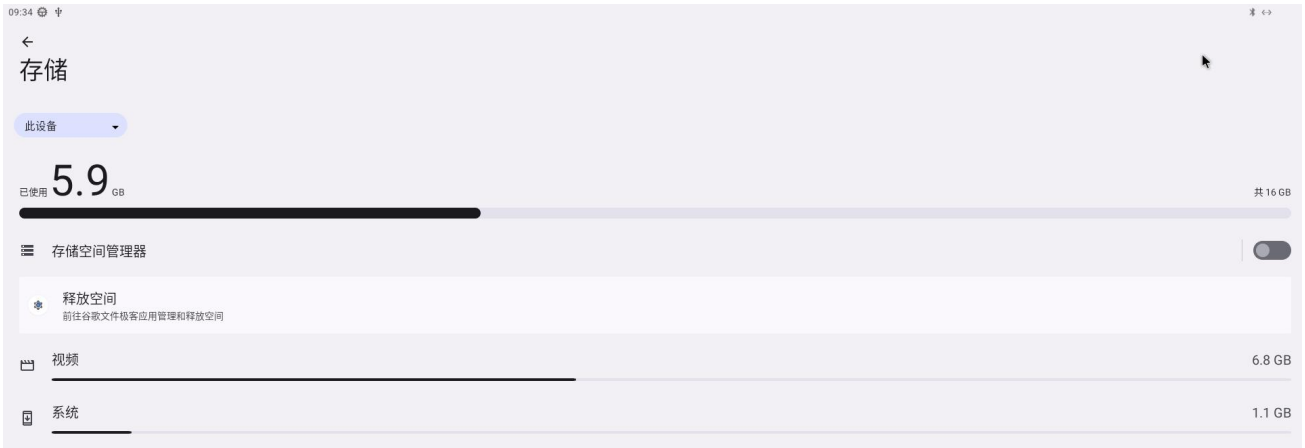 09:34
存储
此设备
已使用 5.9 GB
共 16 GB
存储空间管理器
释放空间
前往谷歌文件极客应用管理和释放空间
视频
6.8 GB
系统
1.1 GB